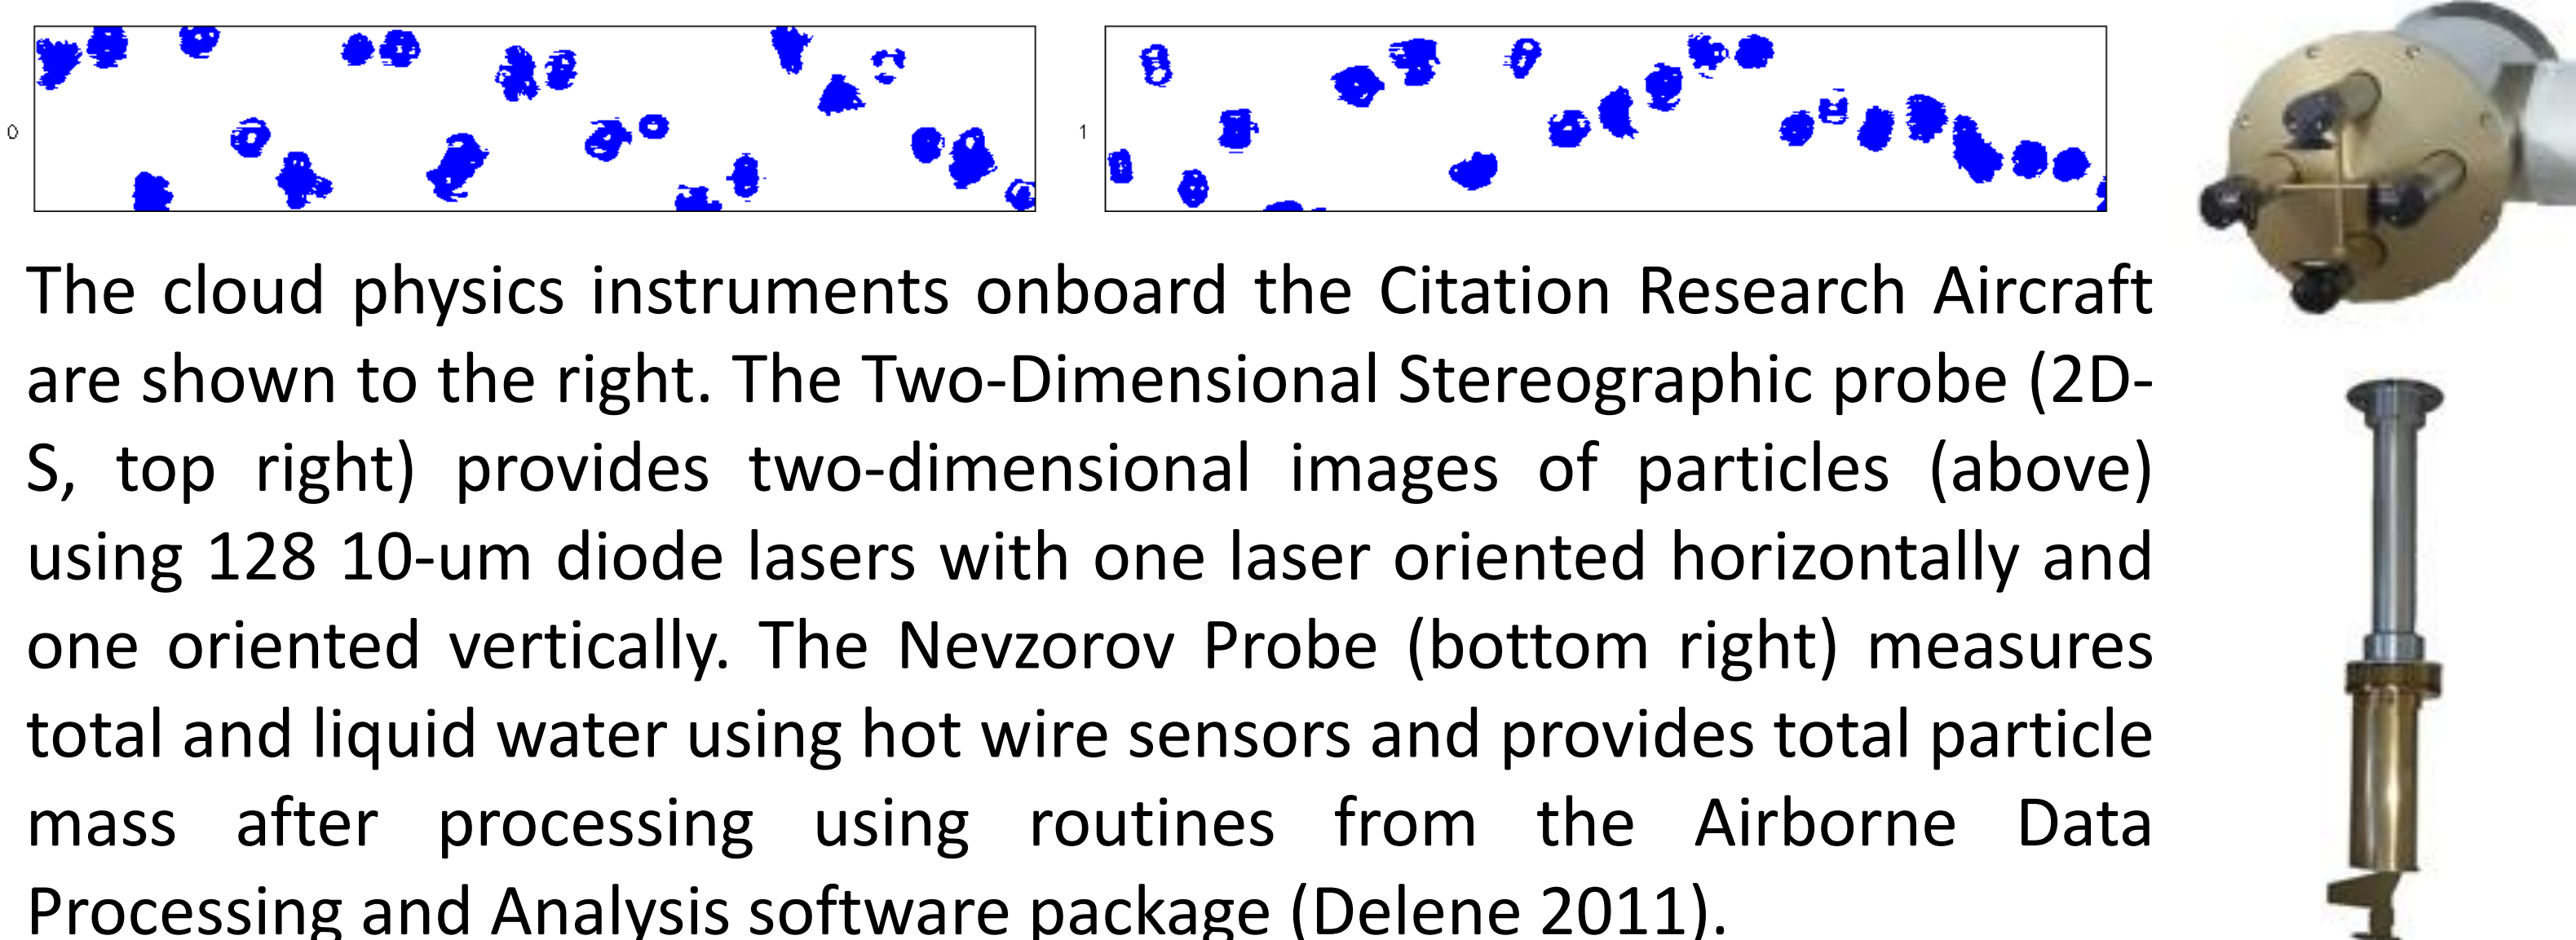 0
1
The cloud physics instruments onboard the Citation Research Aircraft
are shown to the right. The Two-Dimensional Stereographic probe (2D-
S, top right) provides two-dimensional images of particles (above)
using 128 10-um diode lasers with one laser oriented horizontally and
one oriented vertically. The Nevzorov Probe (bottom right) measures
total and liquid water using hot wire sensors and provides total particle
mass after processing using routines from the Airborne Data
Processing and Analysis software package (Delene 2011).